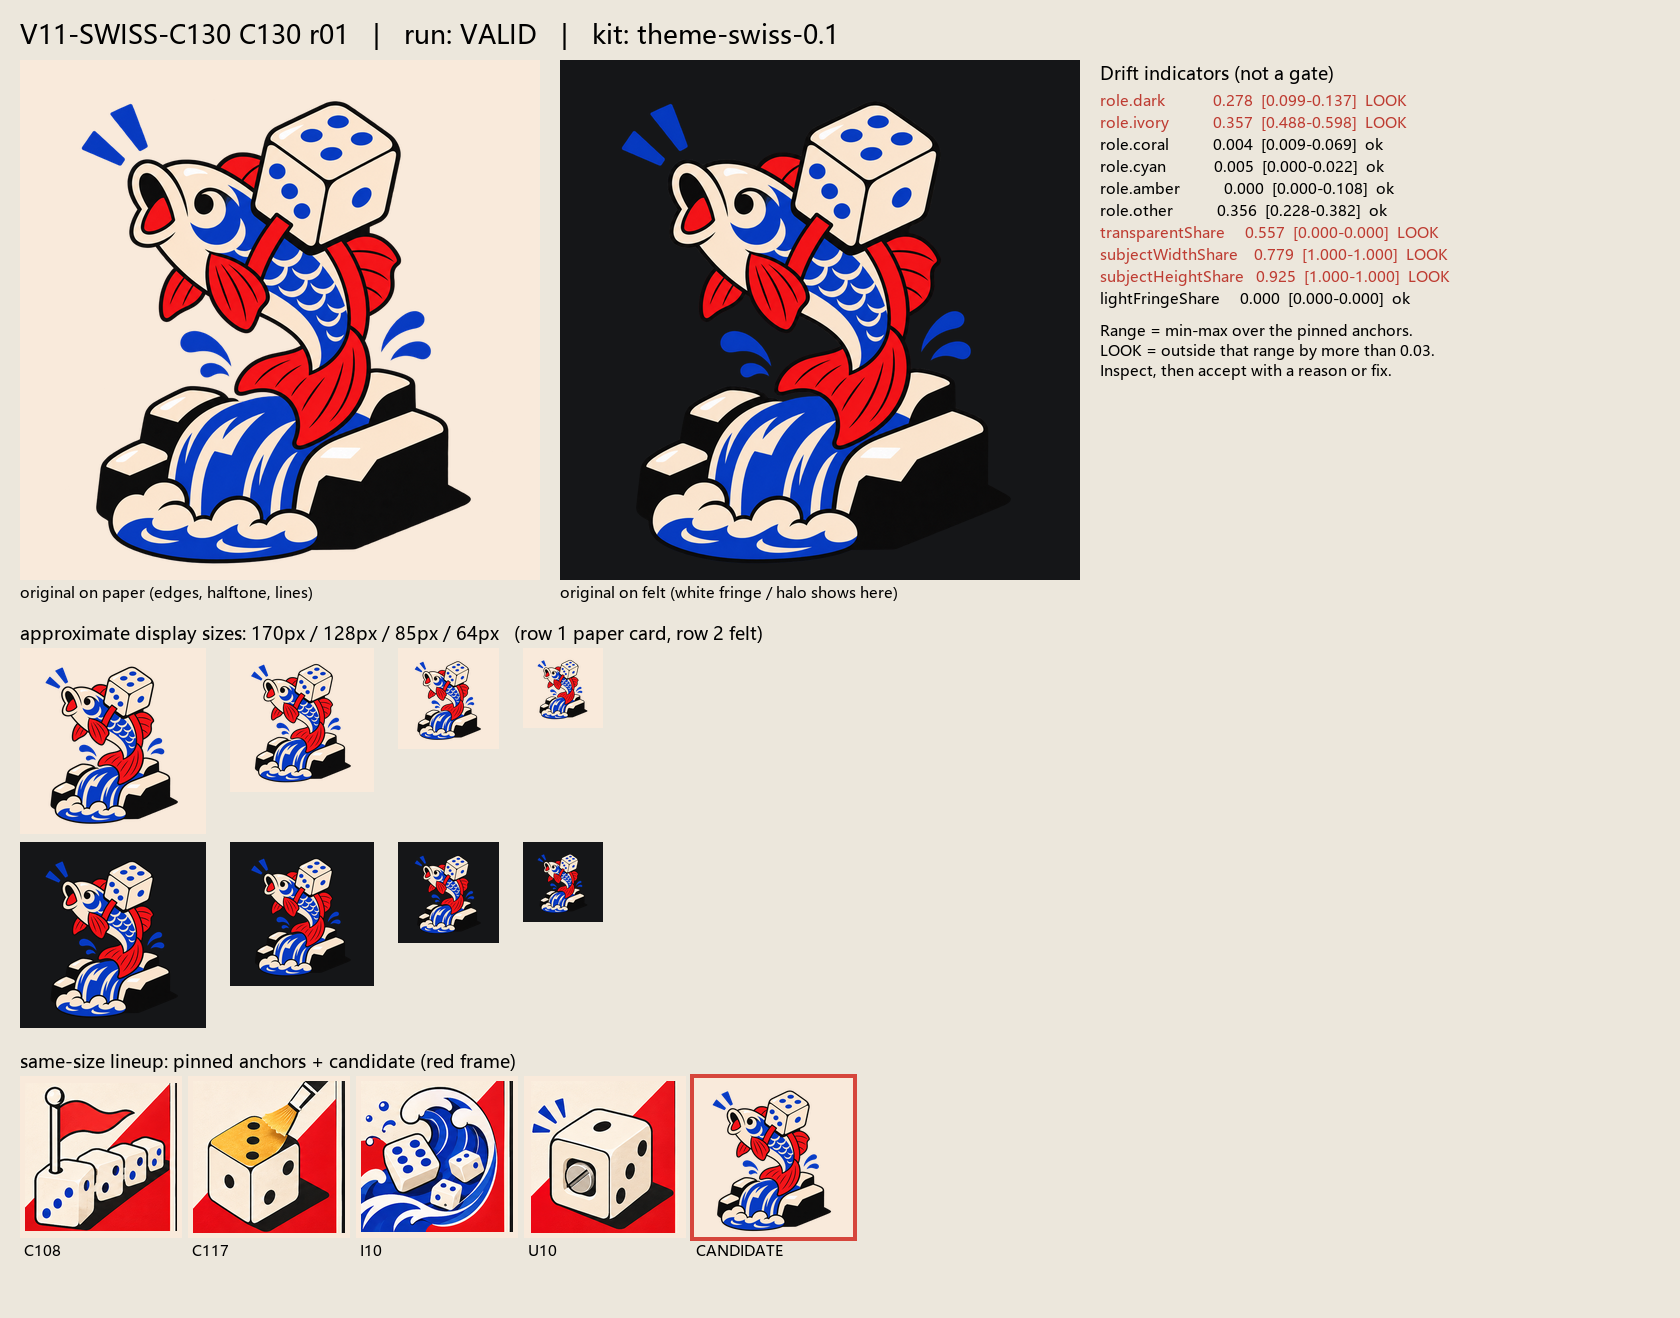 V11-SWISS-C130 C130 r01   |   run: VALID   |   kit: theme-swiss-0.1
Drift indicators (not a gate)
role.dark 0.278 [0.099-0.137] LOOK
role.ivory 0.357 [0.488-0.598] LOOK
role.coral 0.004 [0.009-0.069] ok
role.cyan 0.005 [0.000-0.022] ok
role.amber 0.000 [0.000-0.108] ok
role.other 0.356 [0.228-0.382] ok
transparentShare 0.557 [0.000-0.000] LOOK
subjectWidthShare 0.779 [1.000-1.000] LOOK
subjectHeightShare 0.925 [1.000-1.000] LOOK
lightFringeShare 0.000 [0.000-0.000] ok
Range = min-max over the pinned anchors.
LOOK = outside that range by more than 0.03.
Inspect, then accept with a reason or fix.
original on paper (edges, halftone, lines)
original on felt (white fringe / halo shows here)
approximate display sizes: 170px / 128px / 85px / 64px   (row 1 paper card, row 2 felt)
same-size lineup: pinned anchors + candidate (red frame)
C108
C117
I10
U10
CANDIDATE